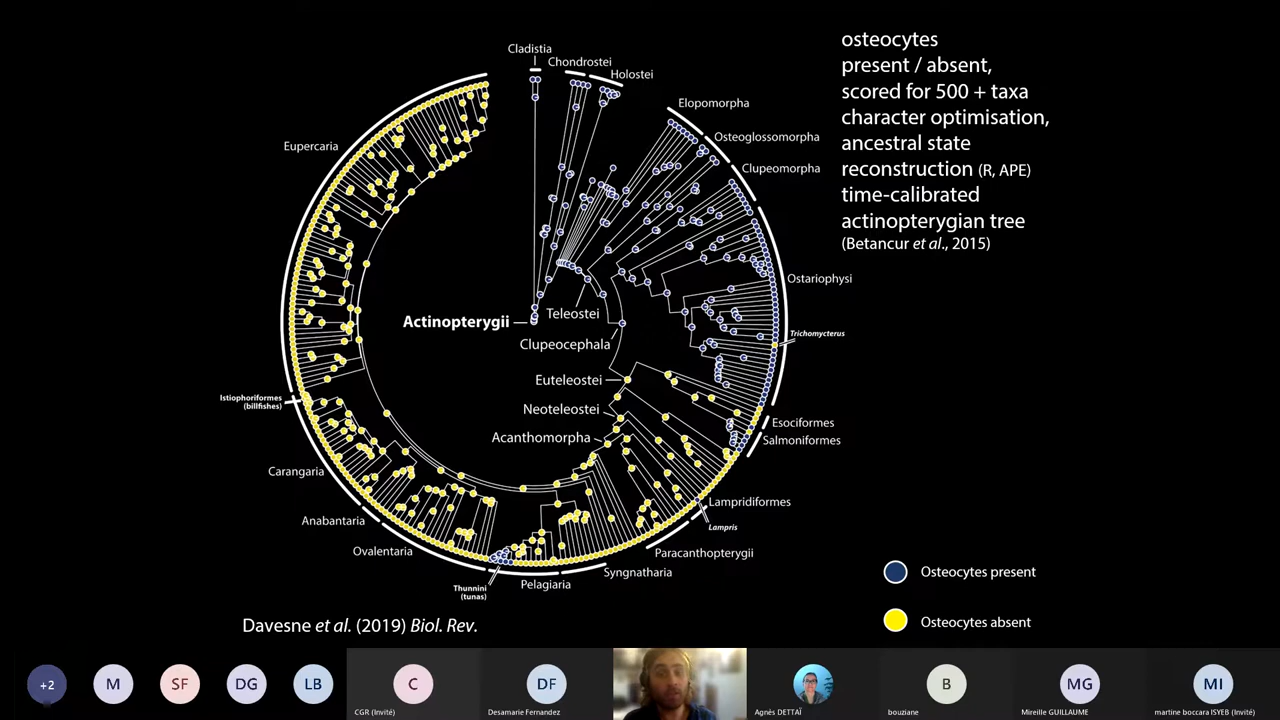 Cladistia
Chondrostei
Holostei
Elopomorpha
Osteoglossomorpha
Clupeomorpha
Eupercaria
Ostariophysi
Trichomycterus
Actinopterygii
Teleostei
Clupeocephala
Euteleostei
Neoteleostei
Acanthomorpha
Istiophoriformes
(billfishes)
Esociformes
Salmoniformes
Carangaria
Lampridiformes
Lampris
Anabantaria
Ovalentaria
Paracanthopterygii
Syngnatharia
Pelagiaria
Thunnini
(tunas)
osteocytes
present / absent,
scored for 500 + taxa
character optimisation,
ancestral state
reconstruction (R, APE)
time-calibrated
actinopterygian tree
(Betancur et al., 2015)
Osteocytes present
Osteocytes absent
Davesne et al. (2019) Biol. Rev.
+2
M
SF
DG
LB
C
CGR (Invité)
DF
Desamarie Fernandez
Agnès DETTAÏ
B
bouziane
MG
Mireille GUILLAUME
MI
martine boccara ISYEB (Invité)